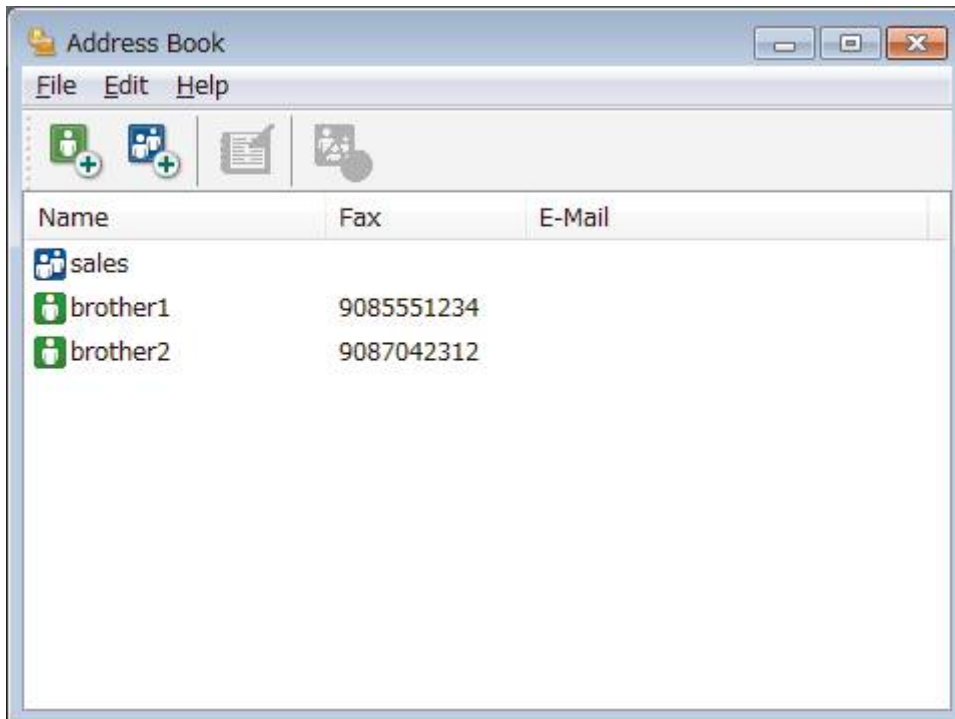 Address Book
File Edit Help
Name Fax E-Mail
sales
brother1 9085551234
brother2 9087042312